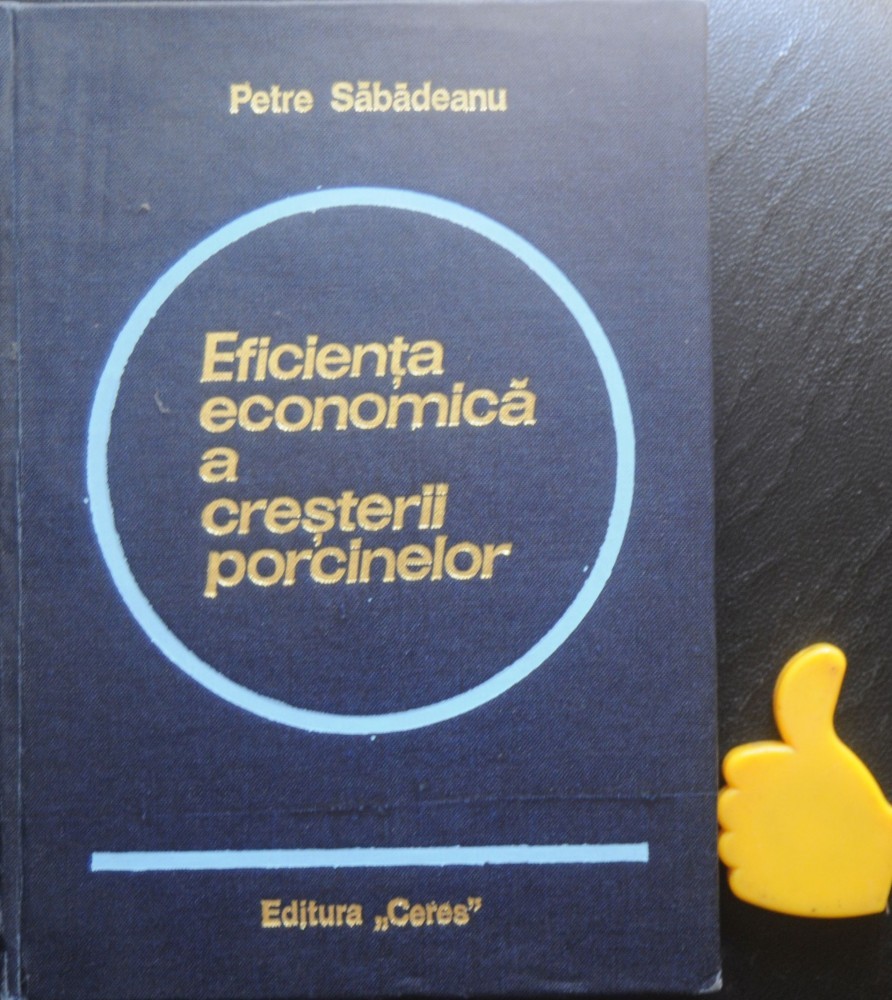 Petre Săbădeanu
Eficiența
economică
a
creșterii
porcinelor
Editura „Ceres”